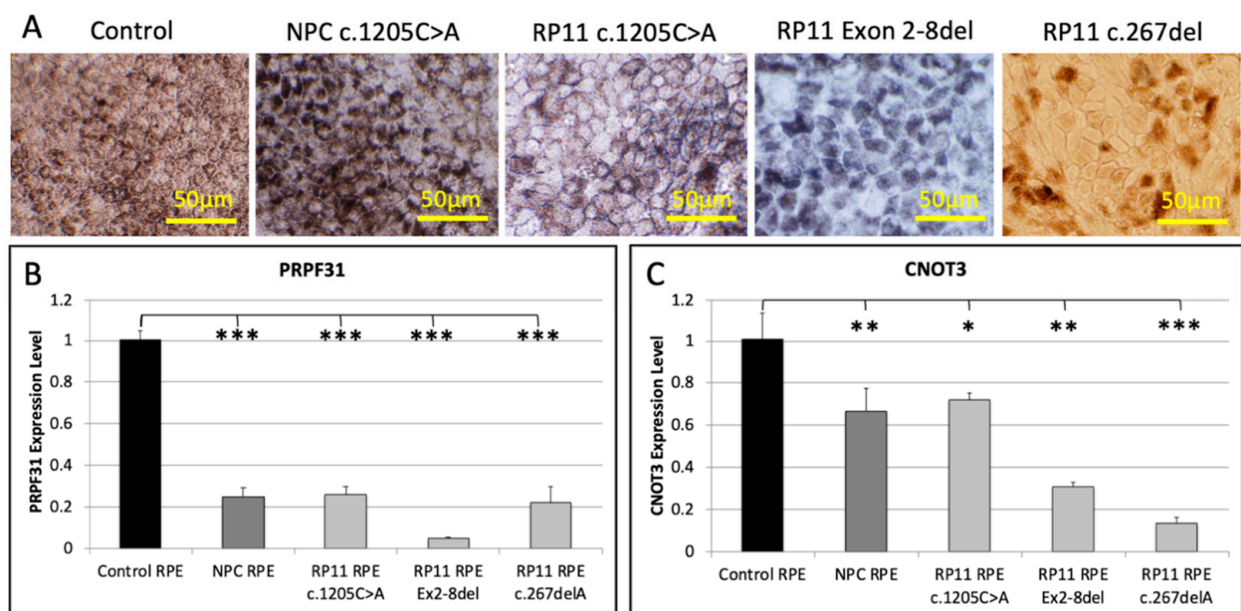 A
Control
NPC c.1205C>A
RP11 c.1205C>A
RP11 Exon 2-8del
RP11 c.267del
50μm
50μm
50μm
50μm
50μm
B
PRPF31
PRPF31 Expression Level
1.2
1
0.8
0.6
0.4
0.2
0
***
***
***
***
Control RPE
NPC RPE
RP11 RPE
c.1205C>A
RP11 RPE
Ex2-8del
RP11 RPE
c.267delA
C
CNOT3
CNOT3 Expression Level
1.2
1
0.8
0.6
0.4
0.2
0
**
*
**
***
Control RPE
NPC RPE
RP11 RPE
c.1205C>A
RP11 RPE
Ex2-8del
RP11 RPE
c.267delA